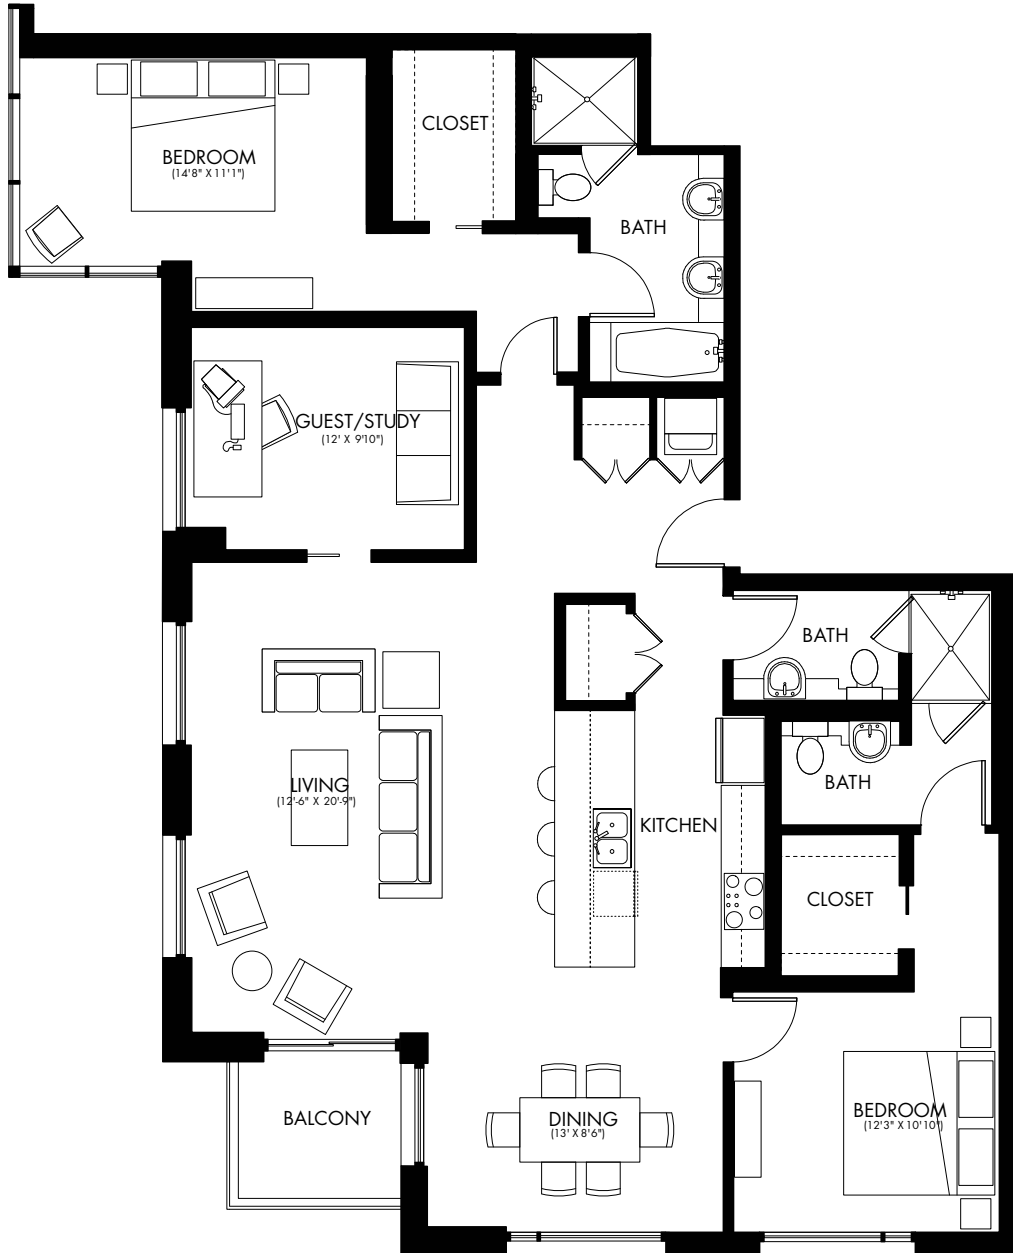 CLOSET
BEDROOM
(14'8" X 11'1")
BATH
GUEST/STUDY
(12' X 9'10")
BATH
LIVING
(12'-6" X 20'-9")
BATH
KITCHEN
CLOSET
BEDROOM
(12'3" X 10'10")
BALCONY
DINING
(13' X 8'6")